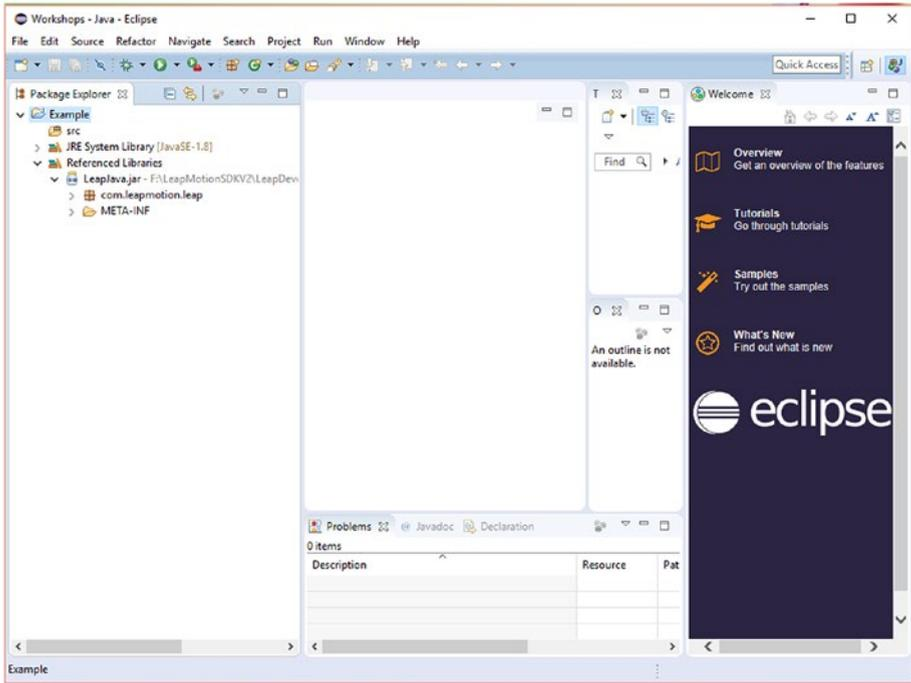 Workshops - Java - Eclipse
File Edit Source Refactor Navigate Search Project Run Window Help
Quick Access
Package Explorer
Example
src
JRE System Library [JavaSE-1.8]
Referenced Libraries
LeapJava.jar - F:\LeapMotionSDKV2\LeapDev
com.leapmotion.leap
META-INF
T
Find
O
An outline is not
available.
Welcome
Overview
Get an overview of the features
Tutorials
Go through tutorials
Samples
Try out the samples
What's New
Find out what is new
eclipse
Problems @ Javadoc Declaration
0 items
Description Resource Pat
Example